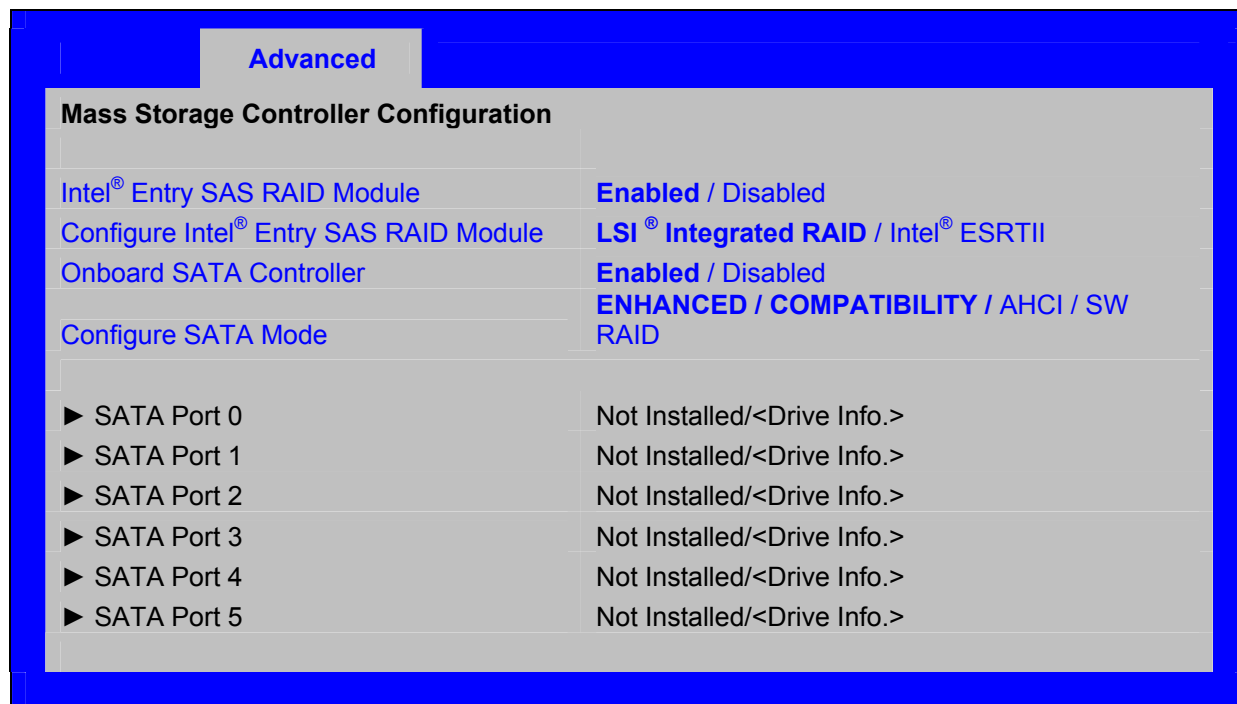 Advanced
Mass Storage Controller Configuration
Intel® Entry SAS RAID Module Enabled / Disabled
Configure Intel® Entry SAS RAID Module LSI ® Integrated RAID / Intel® ESRTII
Onboard SATA Controller Enabled / Disabled
Configure SATA Mode ENHANCED / COMPATIBILITY / AHCI / SW
RAID
► SATA Port 0 Not Installed/<Drive Info.>
► SATA Port 1 Not Installed/<Drive Info.>
► SATA Port 2 Not Installed/<Drive Info.>
► SATA Port 3 Not Installed/<Drive Info.>
► SATA Port 4 Not Installed/<Drive Info.>
► SATA Port 5 Not Installed/<Drive Info.>